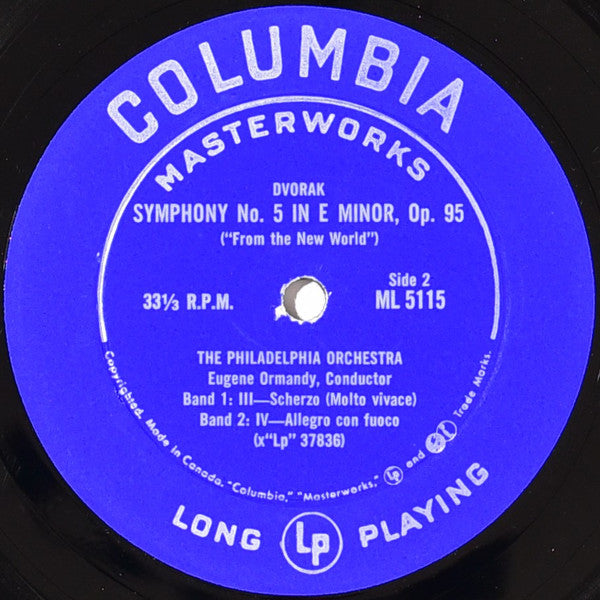 COLUMBIA
MASTERWORKS
DVORAK
SYMPHONY No. 5 IN E MINOR, Op. 95
("From the New World")
33⅓ R.P.M.
Side 2
ML 5115
THE PHILADELPHIA ORCHESTRA
Eugene Ormandy, Conductor
Band 1: III—Scherzo (Molto vivace)
Band 2: IV—Allegro con fuoco
(x"Lp" 37836)
Copyrighted. Made in Canada. "Columbia," "Masterworks," Lp and Trade Marks.
LONG Lp PLAYING